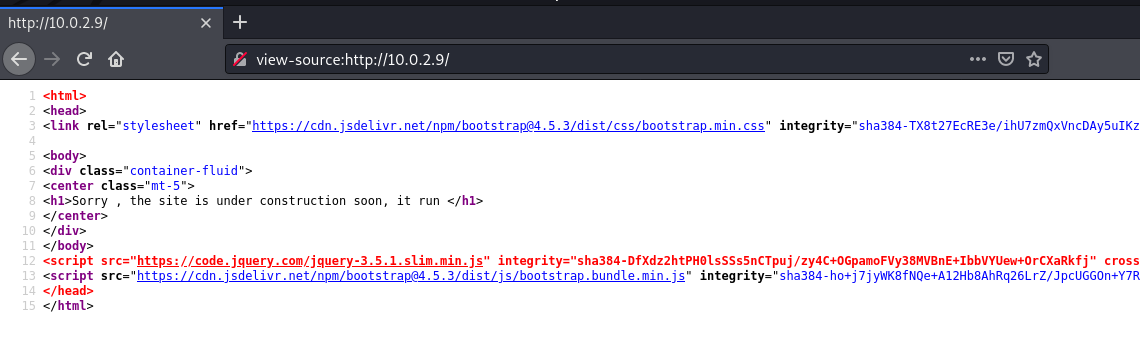 http://10.0.2.9/
view-source:http://10.0.2.9/
1 <html>
2 <head>
3 <link rel="stylesheet" href="https://cdn.jsdelivr.net/npm/bootstrap@4.5.3/dist/css/bootstrap.min.css" integrity="sha384-TX8t27EcRE3e/ihU7zmQxVncDAy5uIKz
4
5 <body>
6 <div class="container-fluid">
7 <center class="mt-5">
8 <h1>Sorry , the site is under construction soon, it run </h1>
9 </center>
10 </div>
11 </body>
12 <script src="https://code.jquery.com/jquery-3.5.1.slim.min.js" integrity="sha384-DfXdz2htPH0lsSSs5nCTpuj/zy4C+OGpamoFVy38MVBnE+IbbVYUew+OrCXaRkfj" cross
13 <script src="https://cdn.jsdelivr.net/npm/bootstrap@4.5.3/dist/js/bootstrap.bundle.min.js" integrity="sha384-ho+j7jyWK8fNQe+A12Hb8AhRq26LrZ/JpcUGGOn+Y7R
14 </head>
15 </html>